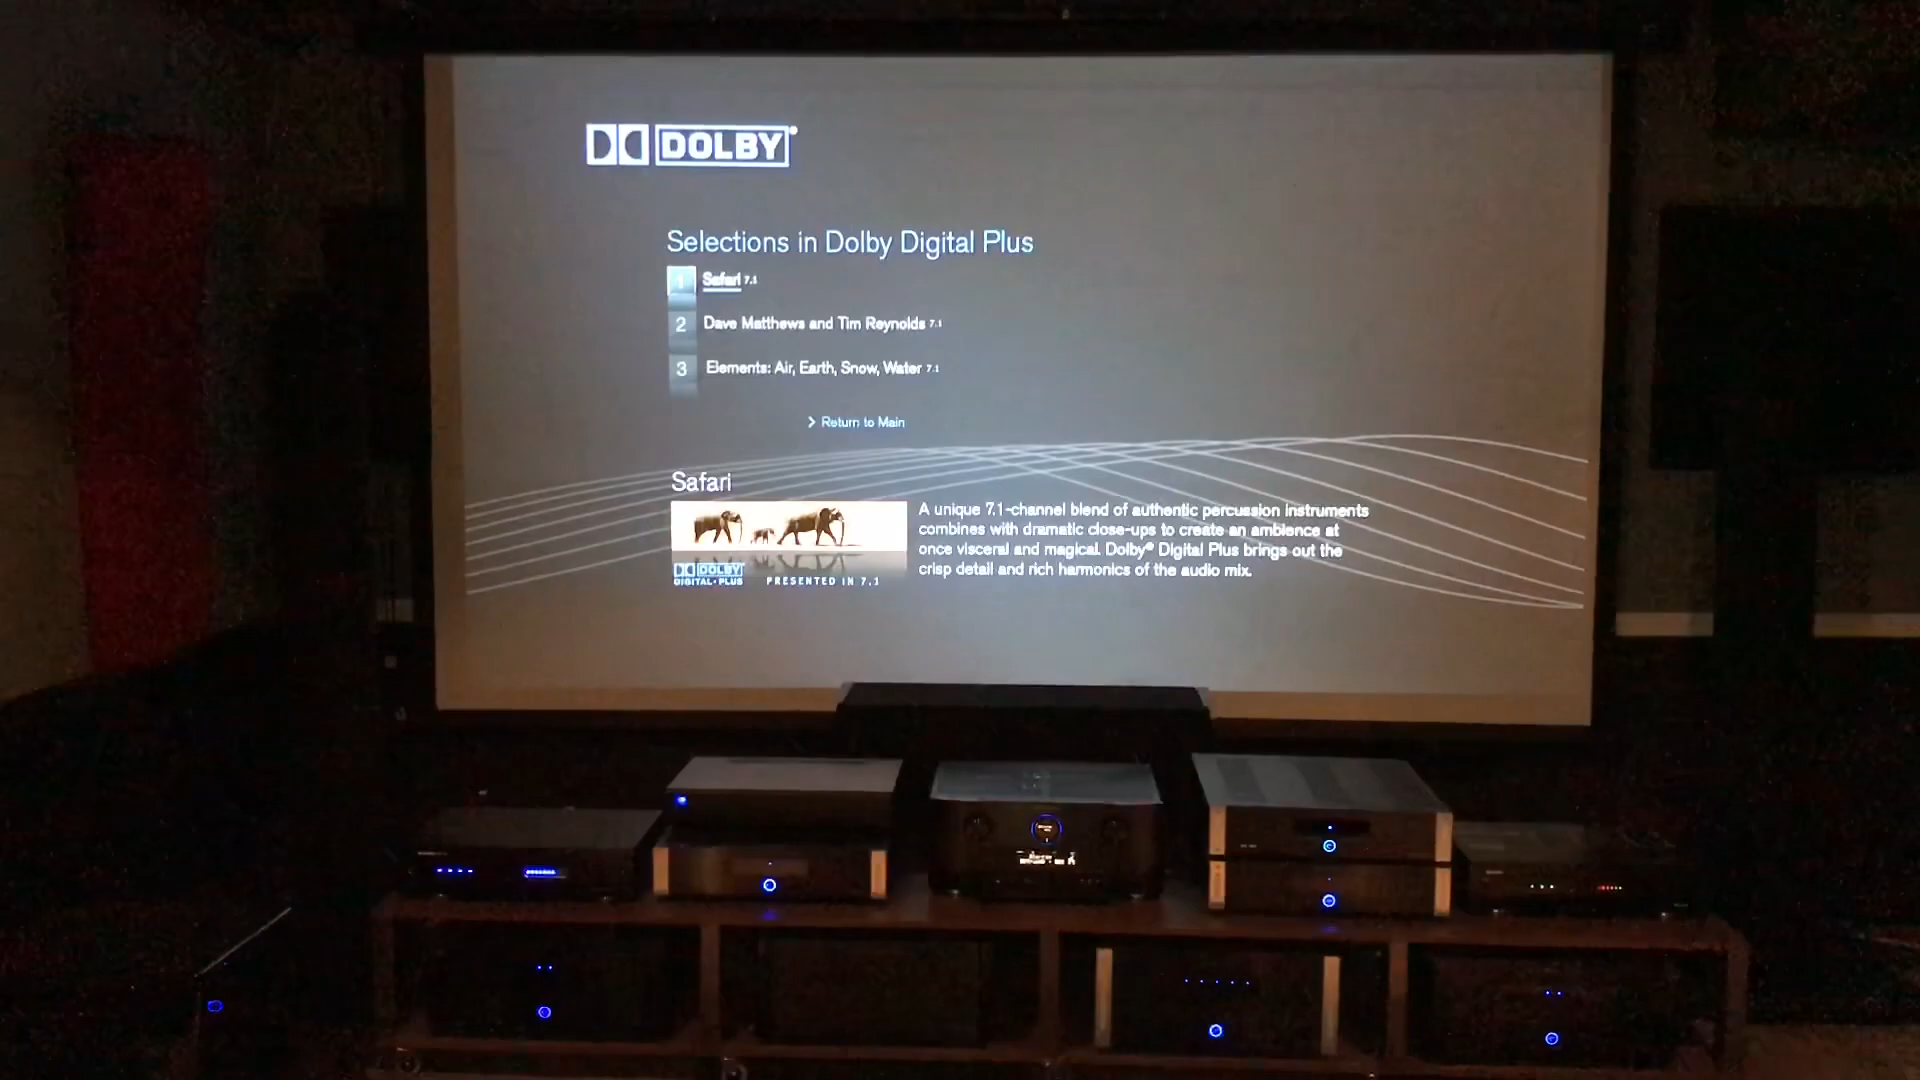 DOLBY®
Selections in Dolby Digital Plus
1 Safari 7.1
2 Dave Matthews and Tim Reynolds 7.1
3 Elements: Air, Earth, Snow, Water 7.1
> Return to Main
Safari
A unique 7.1-channel blend of authentic percussion instruments
combines with dramatic close-ups to create an ambience at
once visceral and magical. Dolby® Digital Plus brings out the
crisp detail and rich harmonics of the audio mix.
DOLBY
DIGITAL PLUS PRESENTED IN 7.1